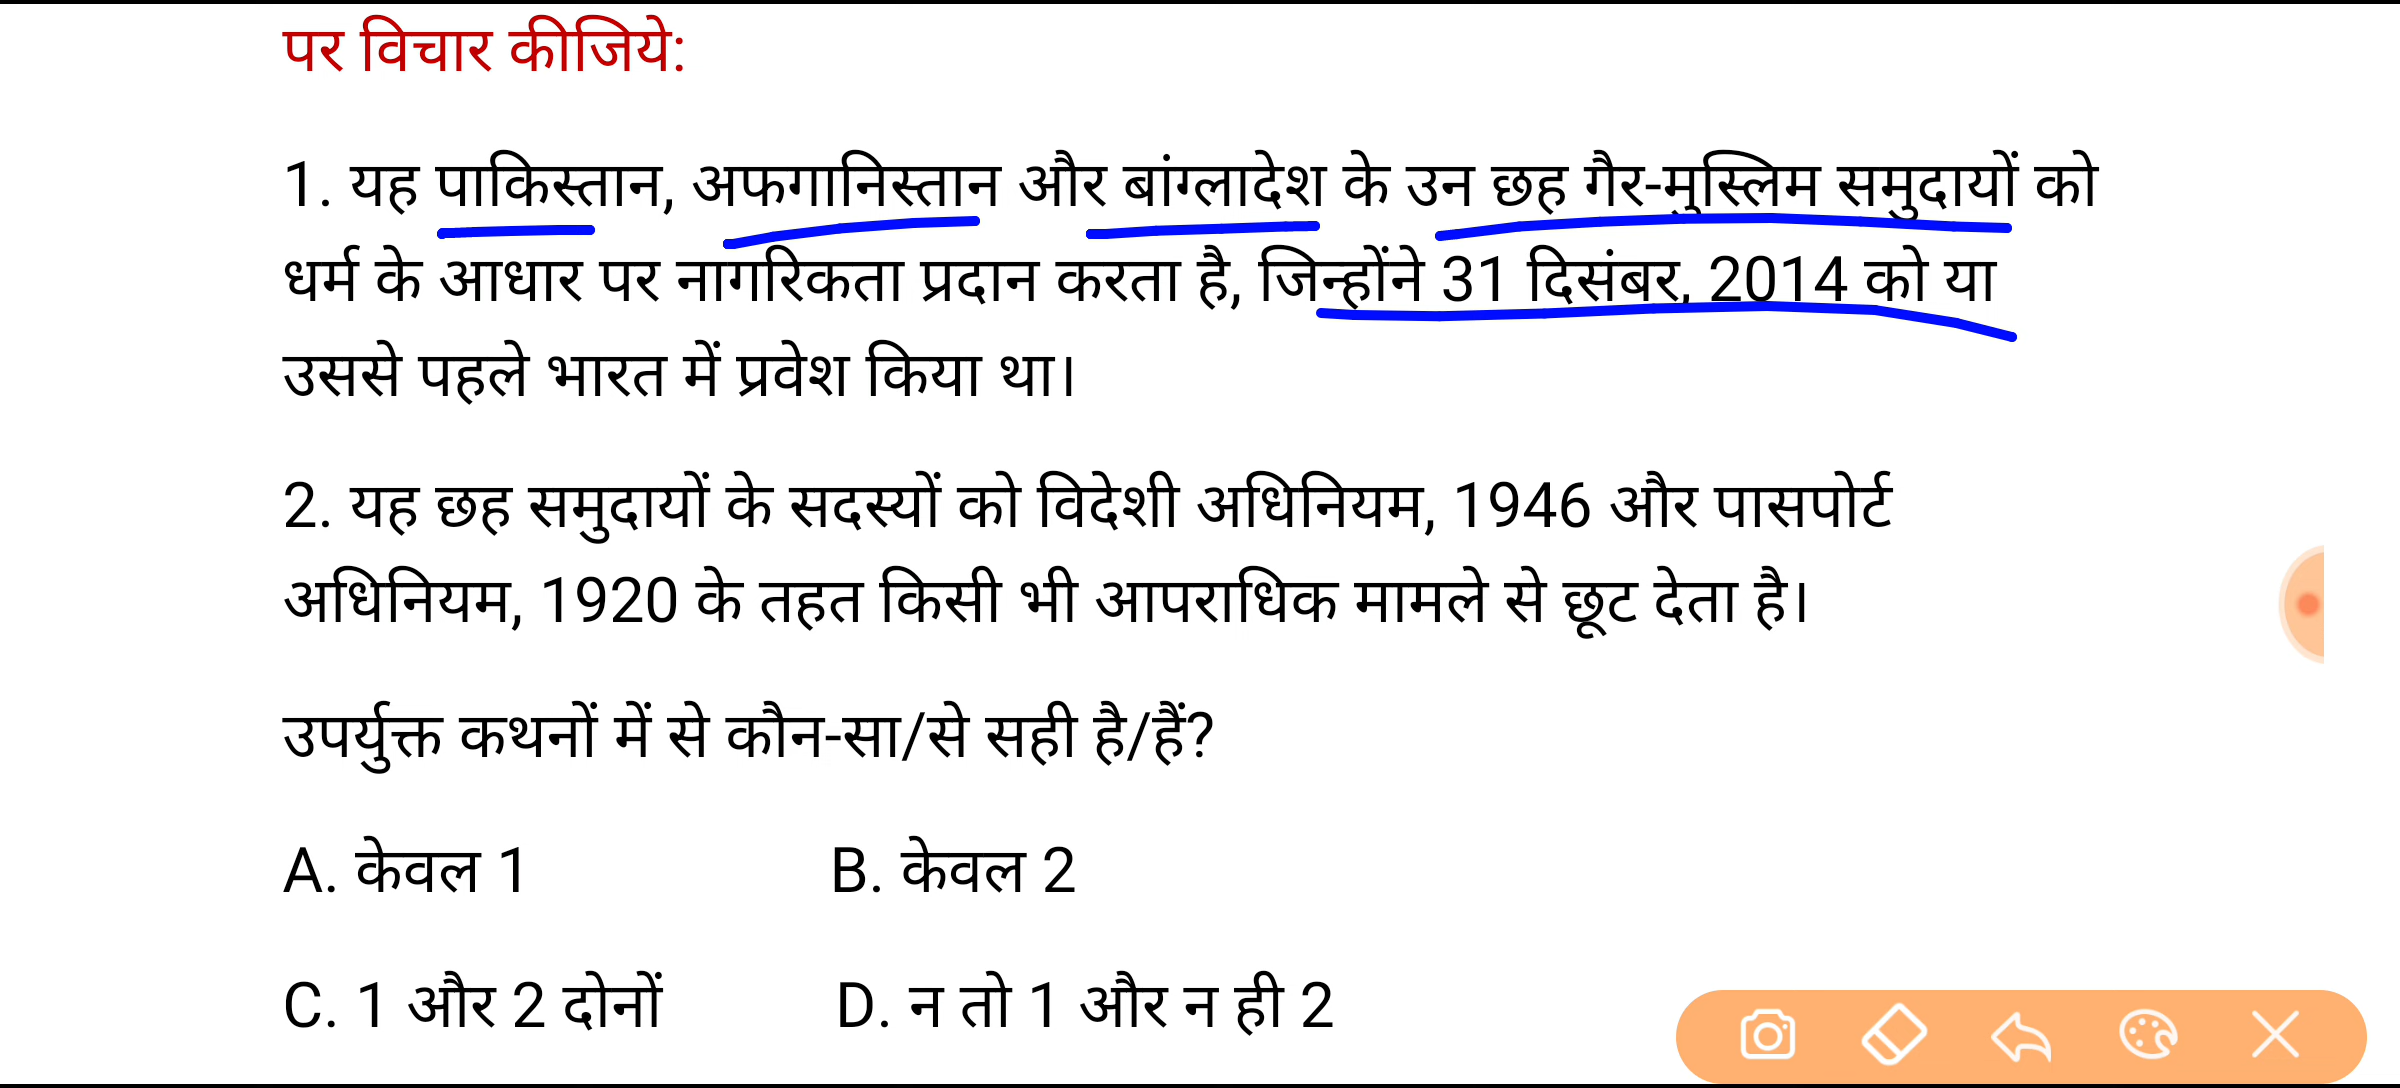 पर विचार कीजिये:
1. यह पाकिस्तान, अफगानिस्तान और बांग्लादेश के उन छह गैर-मुस्लिम समुदायों को
धर्म के आधार पर नागरिकता प्रदान करता है, जिन्होंने 31 दिसंबर, 2014 को या
उससे पहले भारत में प्रवेश किया था।
2. यह छह समुदायों के सदस्यों को विदेशी अधिनियम, 1946 और पासपोर्ट
अधिनियम, 1920 के तहत किसी भी आपराधिक मामले से छूट देता है।
उपर्युक्त कथनों में से कौन-सा/से सही है/हैं?
A. केवल 1 B. केवल 2
C. 1 और 2 दोनों D. न तो 1 और न ही 2